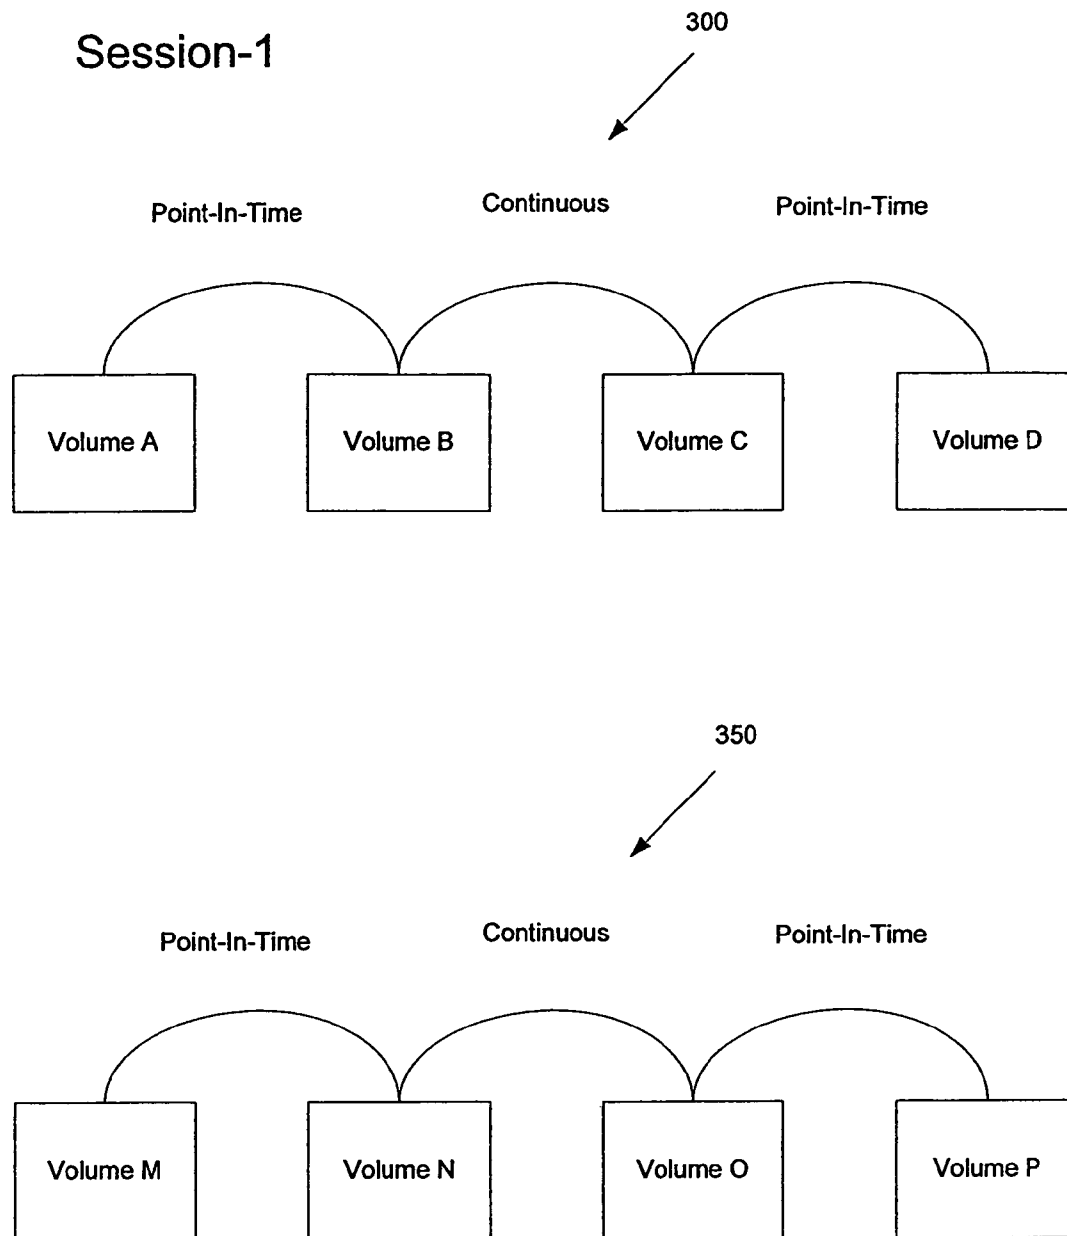 Session-1
300
Point-In-Time
Continuous
Point-In-Time
Volume A
Volume B
Volume C
Volume D
350
Point-In-Time
Continuous
Point-In-Time
Volume M
Volume N
Volume O
Volume P